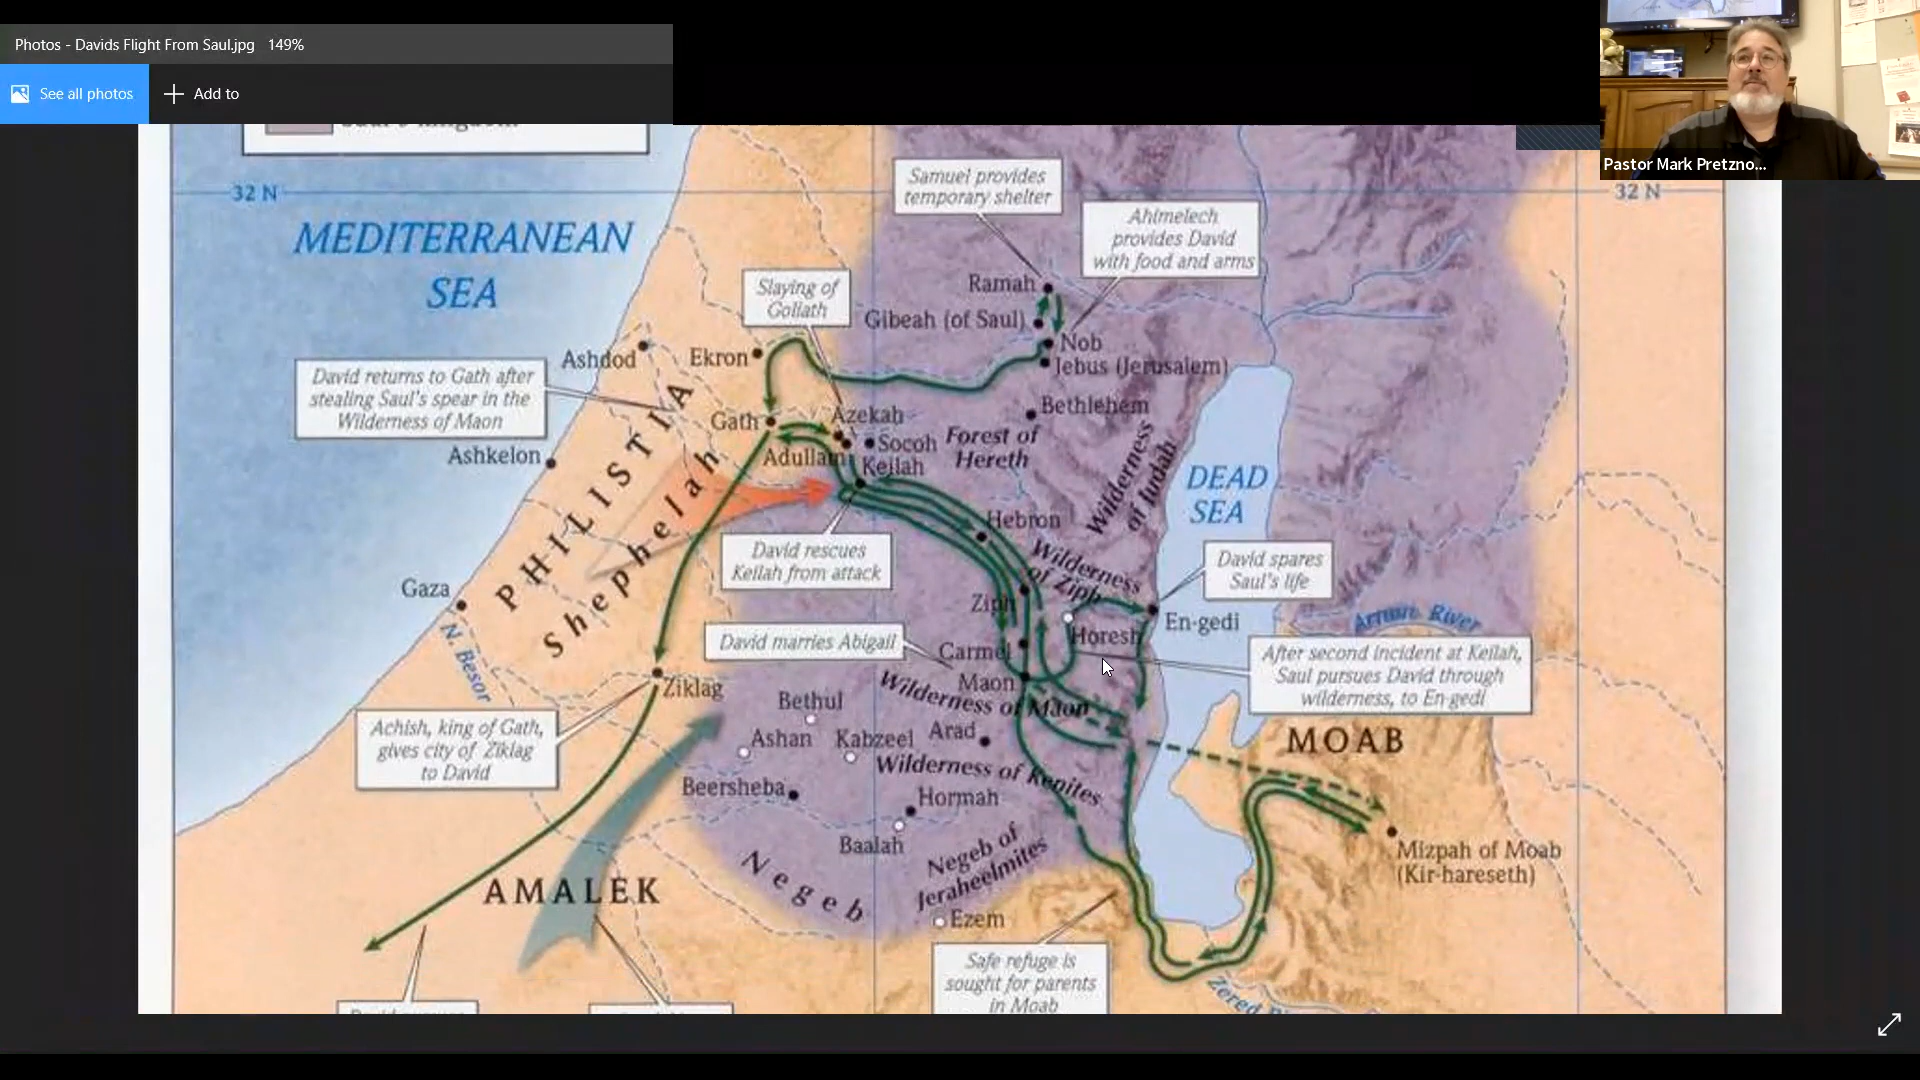 Photos - Davids Flight From Saul.jpg 149%
See all photos
Add to
Pastor Mark Pretzno...
Saul's kingdom
32 N
32 N
MEDITERRANEAN
SEA
Samuel provides
temporary shelter
Ahimelech
provides David
with food and arms
Slaying of
Goliath
Ramah
Gibeah (of Saul)
Nob
Jebus (Jerusalem)
Ashdod
Ekron
David returns to Gath after
stealing Saul's spear in the
Wilderness of Maon
Bethlehem
Gath
Azekah
Socoh
Adullam
Keilah
Forest of
Hereth
Wilderness
of Judah
DEAD
SEA
Ashkelon
PHILISTIA
Shephelah
Hebron
David rescues
Keilah from attack
Wilderness
of Ziph
David spares
Saul's life
Gaza
Ziph
En-gedi
Arnon River
N. Besor
David marries Abigail
Carmel
Horesh
After second incident at Keilah,
Saul pursues David through
wilderness, to En-gedi
Maon
Wilderness of Maon
Ziklag
Bethul
Achish, king of Gath,
gives city of Ziklag
to David
Ashan
Kabzeel
Arad
MOAB
Wilderness of Kenites
Beersheba
Hormah
Baalah
Mizpah of Moab
(Kir-hareseth)
Negeb of
Jeraheelmites
Negeb
AMALEK
Ezem
Safe refuge is
sought for parents
in Moab
Zered